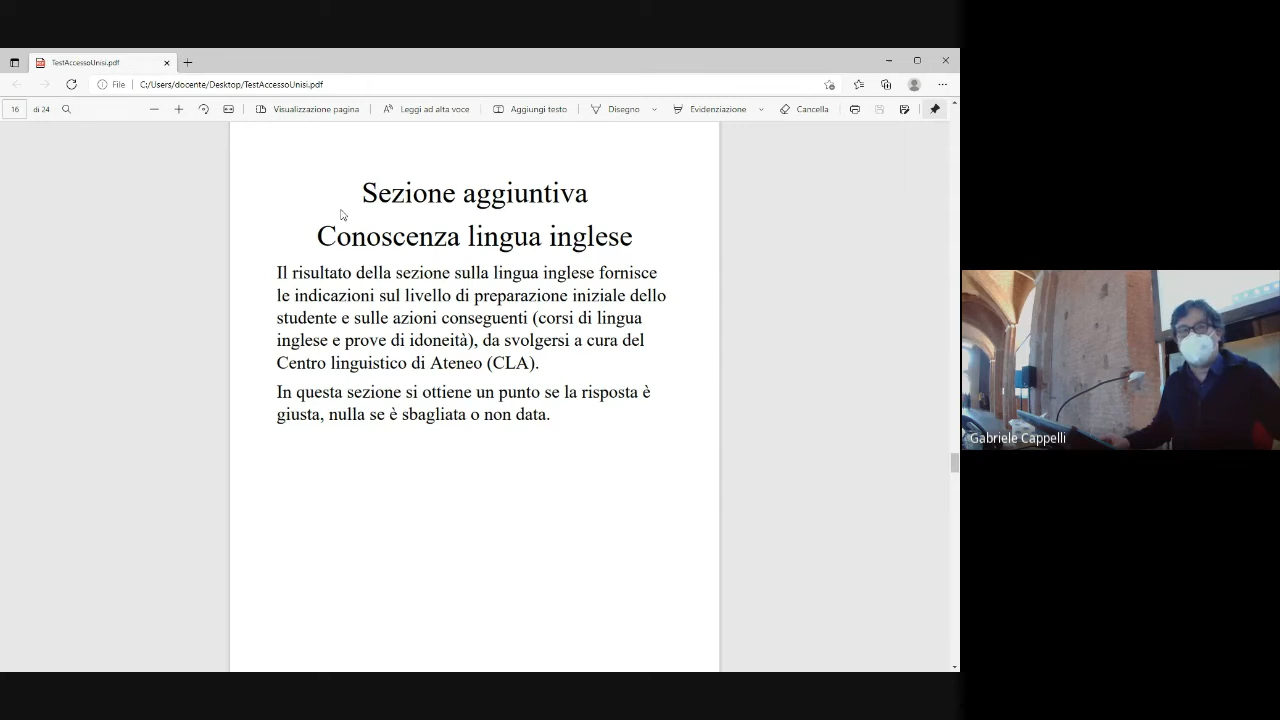 TestAccessoUnisi.pdf
File
C:/Users/docente/Desktop/TestAccessoUnisi.pdf
16
di 24
Visualizzazione pagina
Leggi ad alta voce
Aggiungi testo
Disegno
Evidenziazione
Cancella
Sezione aggiuntiva
Conoscenza lingua inglese
Il risultato della sezione sulla lingua inglese fornisce
le indicazioni sul livello di preparazione iniziale dello
studente e sulle azioni conseguenti (corsi di lingua
inglese e prove di idoneità), da svolgersi a cura del
Centro linguistico di Ateneo (CLA).
In questa sezione si ottiene un punto se la risposta è
giusta, nulla se è sbagliata o non data.
Gabriele Cappelli